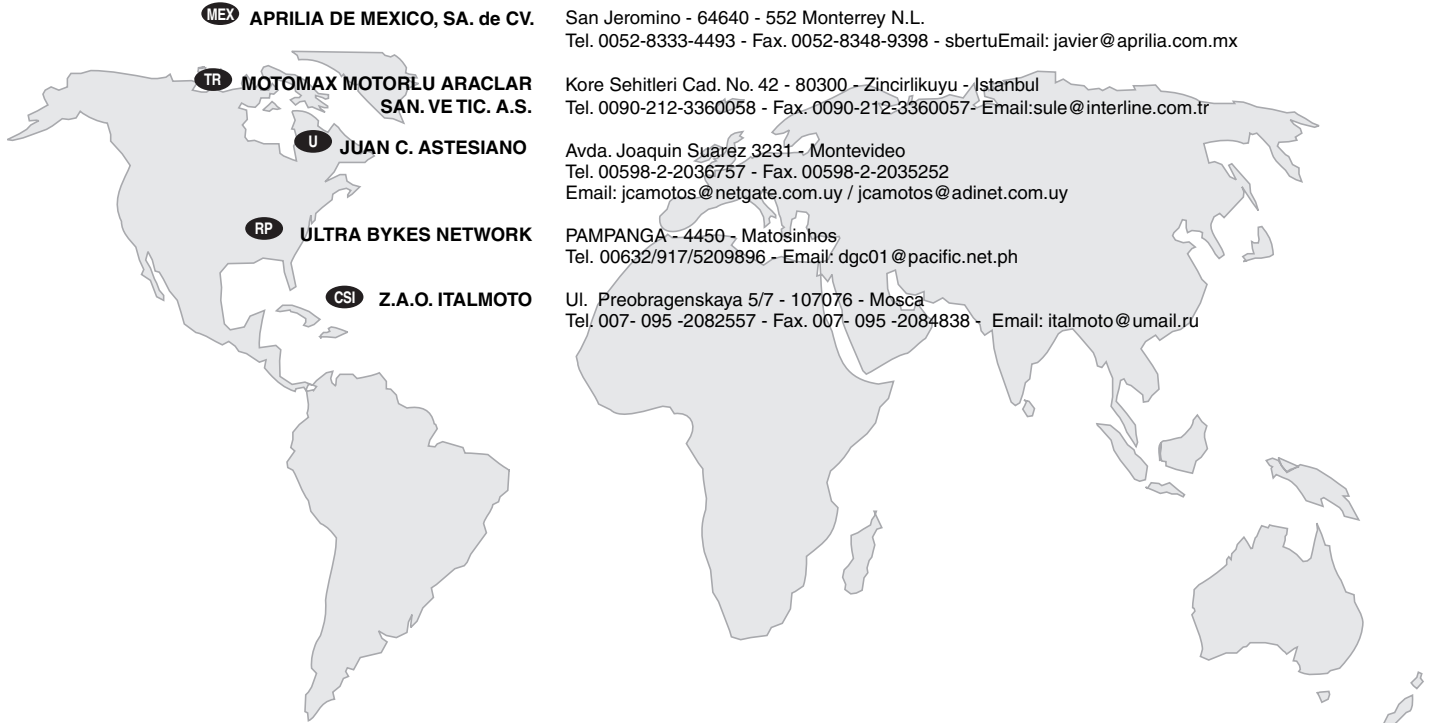 MEX APRILIA DE MEXICO, SA. de CV. San Jeromino - 64640 - 552 Monterrey N.L.
Tel. 0052-8333-4493 - Fax. 0052-8348-9398 - sbertuEmail: javier@aprilia.com.mx
TR MOTOMAX MOTORLU ARACLAR Kore Sehitleri Cad. No. 42 - 80300 - Zincirlikuyu - Istanbul
SAN. VE TIC. A.S. Tel. 0090-212-3360058 - Fax. 0090-212-3360057- Email:sule@interline.com.tr
U JUAN C. ASTESIANO Avda. Joaquin Suarez 3231 - Montevideo
Tel. 00598-2-2036757 - Fax. 00598-2-2035252
Email: jcamotos@netgate.com.uy / jcamotos@adinet.com.uy
RP ULTRA BYKES NETWORK PAMPANGA - 4450 - Matosinhos
Tel. 00632/917/5209896 - Email: dgc01@pacific.net.ph
CSI Z.A.O. ITALMOTO Ul. Preobragenskaya 5/7 - 107076 - Mosca
Tel. 007- 095 -2082557 - Fax. 007- 095 -2084838 - Email: italmoto@umail.ru